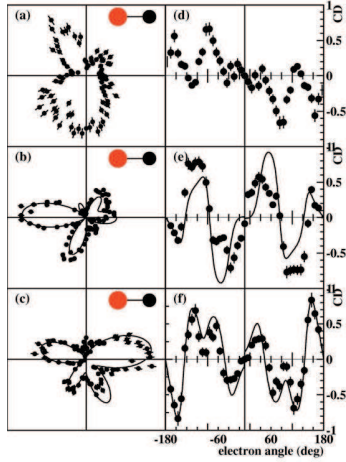 (a)
(d)
1
CD
0.5
0
-0.5
(b)
(e)
1
CD
0.5
0
-0.5
(c)
(f)
1
CD
0.5
0
-0.5
-1
-180 -60 60 180
electron angle (deg)